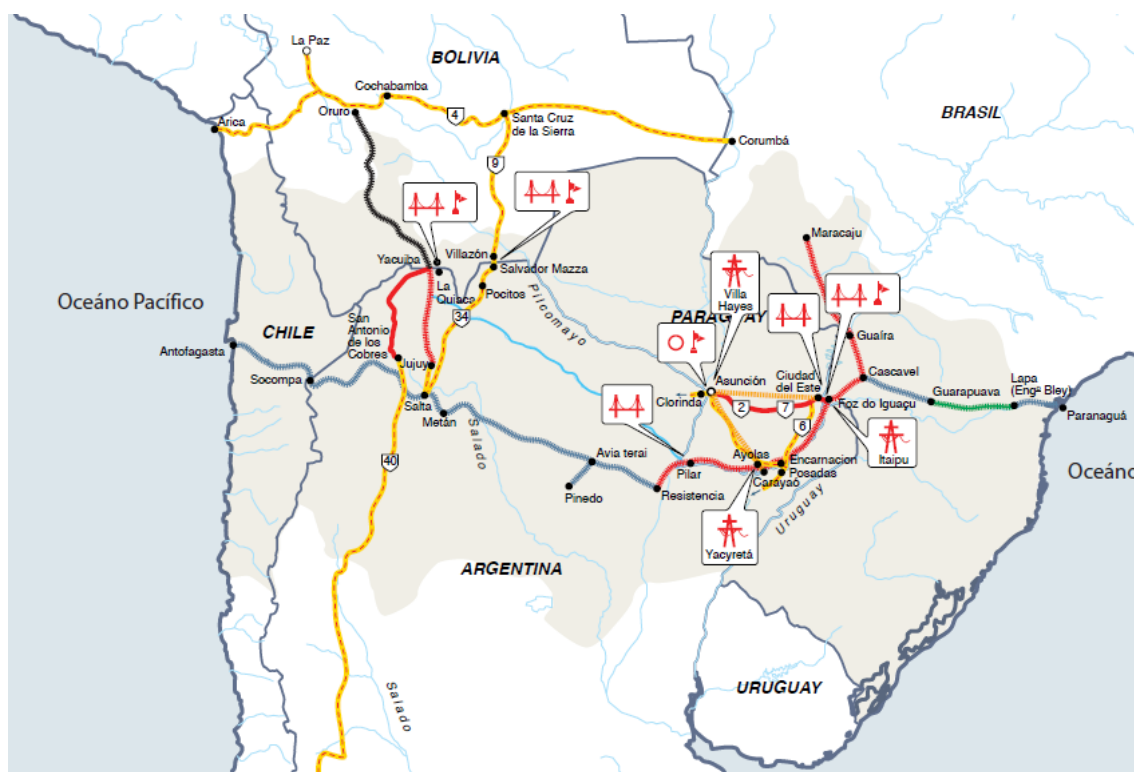 La Paz
BOLIVIA
Cochabamba
Oruro
4
Santa Cruz
de la Sierra
Arica
BRASIL
Corumbá
9
Maracaju
Villazón
Yacuiba
Salvador Mazza
La
Quiaca
Pocitos
Villa
Hayes
Pilcomayo
PARAGUAY
Océano Pacífico
CHILE
San
Antonio
de los
Cobres
34
Guaíra
Antofagasta
Jujuy
Socompa
Asunción
Ciudad
del Este
Cascavel
Guarapuava
Lapa
(Engª Bley)
Clorinda
2
7
Foz do Iguaçu
Paranaguá
Salta
Metán
6
Salado
Itaipu
40
Avia terai
Ayolas
Encarnacion
Pilar
Posadas
Carayaó
Océano
Pinedo
Resistencia
Uruguay
Yacyretá
ARGENTINA
URUGUAY
Salado